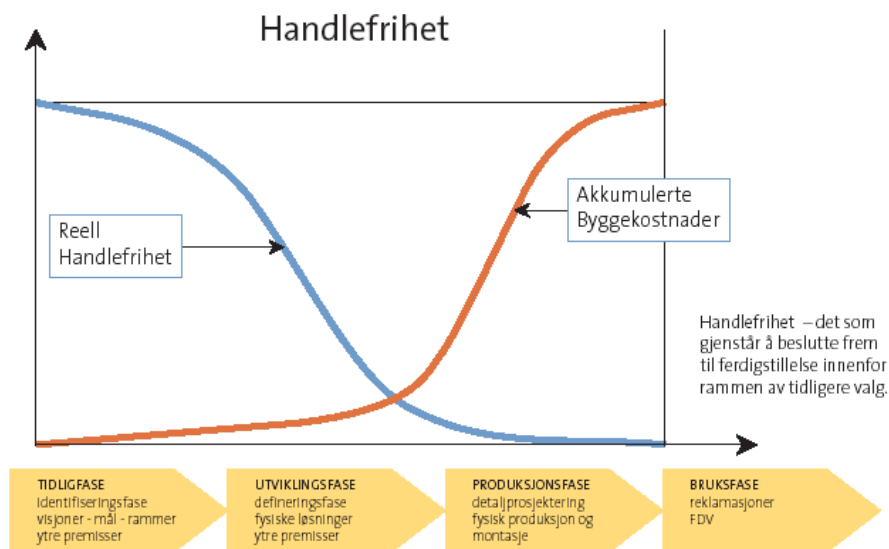 Handlefrihet
Reell
Handlefrihet
Akkumulerte
Byggekostnader
Handlefrihet – det som
gjenstår å beslutte frem
til ferdigstillelse innenfor
rammen av tidligere valg.
TIDLIGFASE
identifiseringsfase
visjoner - mål - rammer
ytre premisser
UTVIKLINGSFASE
defineringsfase
fysiske løsninger
ytre premisser
PRODUKSJONSFASE
detaljprosjektering
fysisk produksjon og
montasje
BRUKSFASE
reklamasjoner
FDV